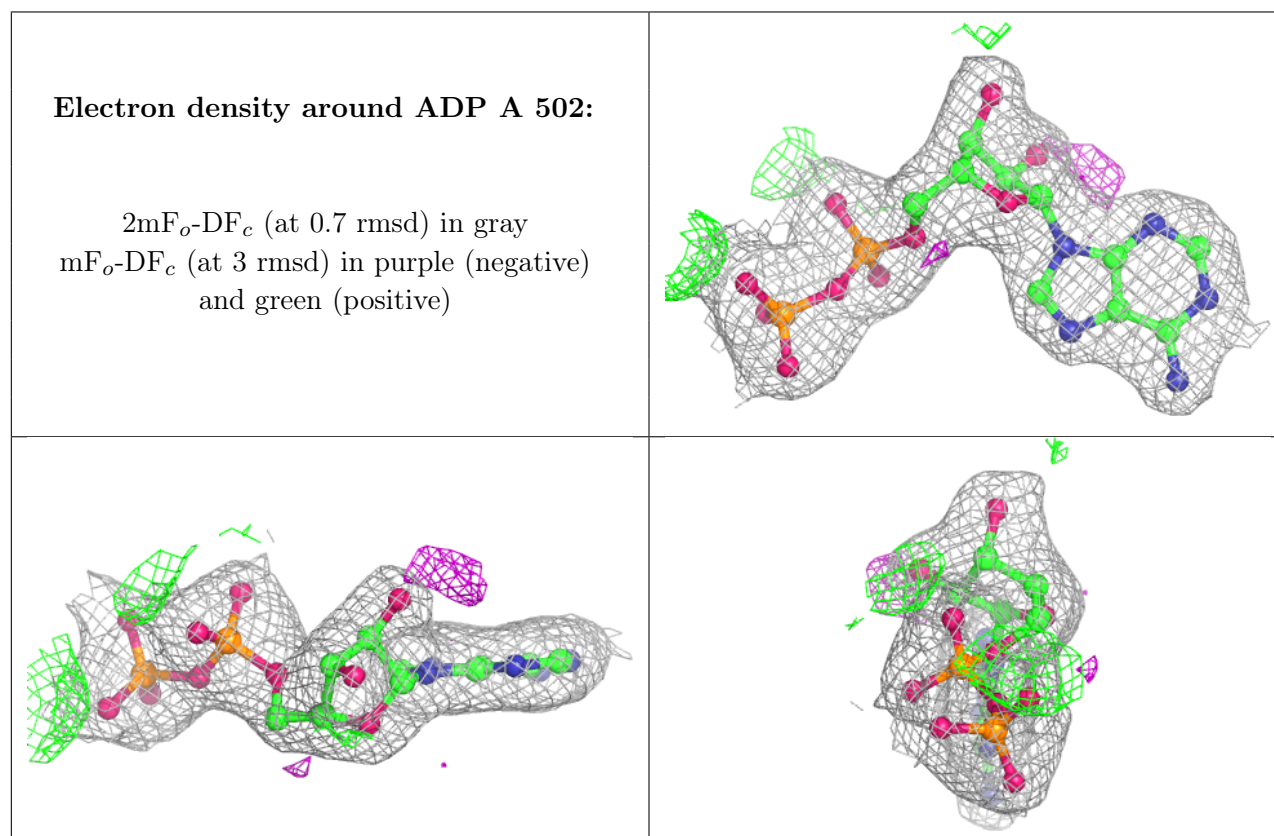 Electron density around ADP A 502:
2mFₒ-DF𝒸 (at 0.7 rmsd) in gray
mFₒ-DF𝒸 (at 3 rmsd) in purple (negative)
and green (positive)